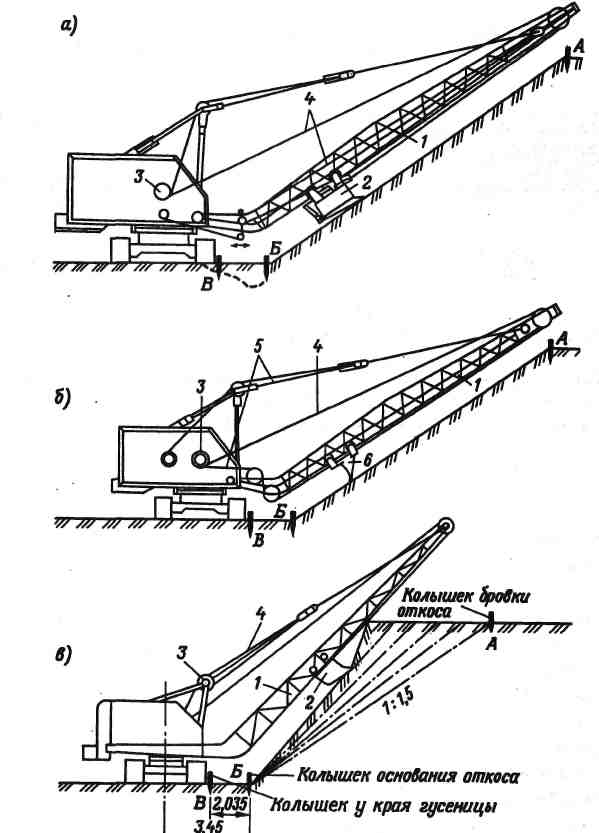 а)
А
4
1
3
2
Б
В
А
5
4
3
1
б)
6
Б
В
Колышек бровки
откоса
4
А
в)
3
1
2
1:1,5
Б
Колышек основания откоса
В
2,035
Колышек у края гусеницы
3.45